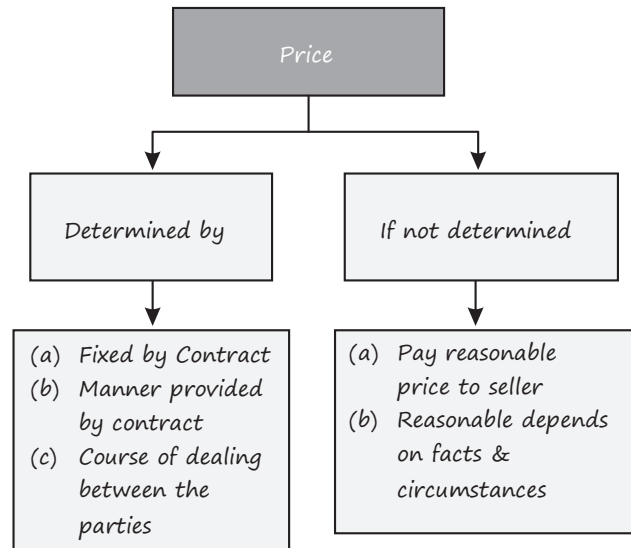 Price
Determined by
If not determined
(a) Fixed by Contract
(b) Manner provided
by contract
(c) Course of dealing
between the
parties
(a) Pay reasonable
price to seller
(b) Reasonable depends
on facts &
circumstances